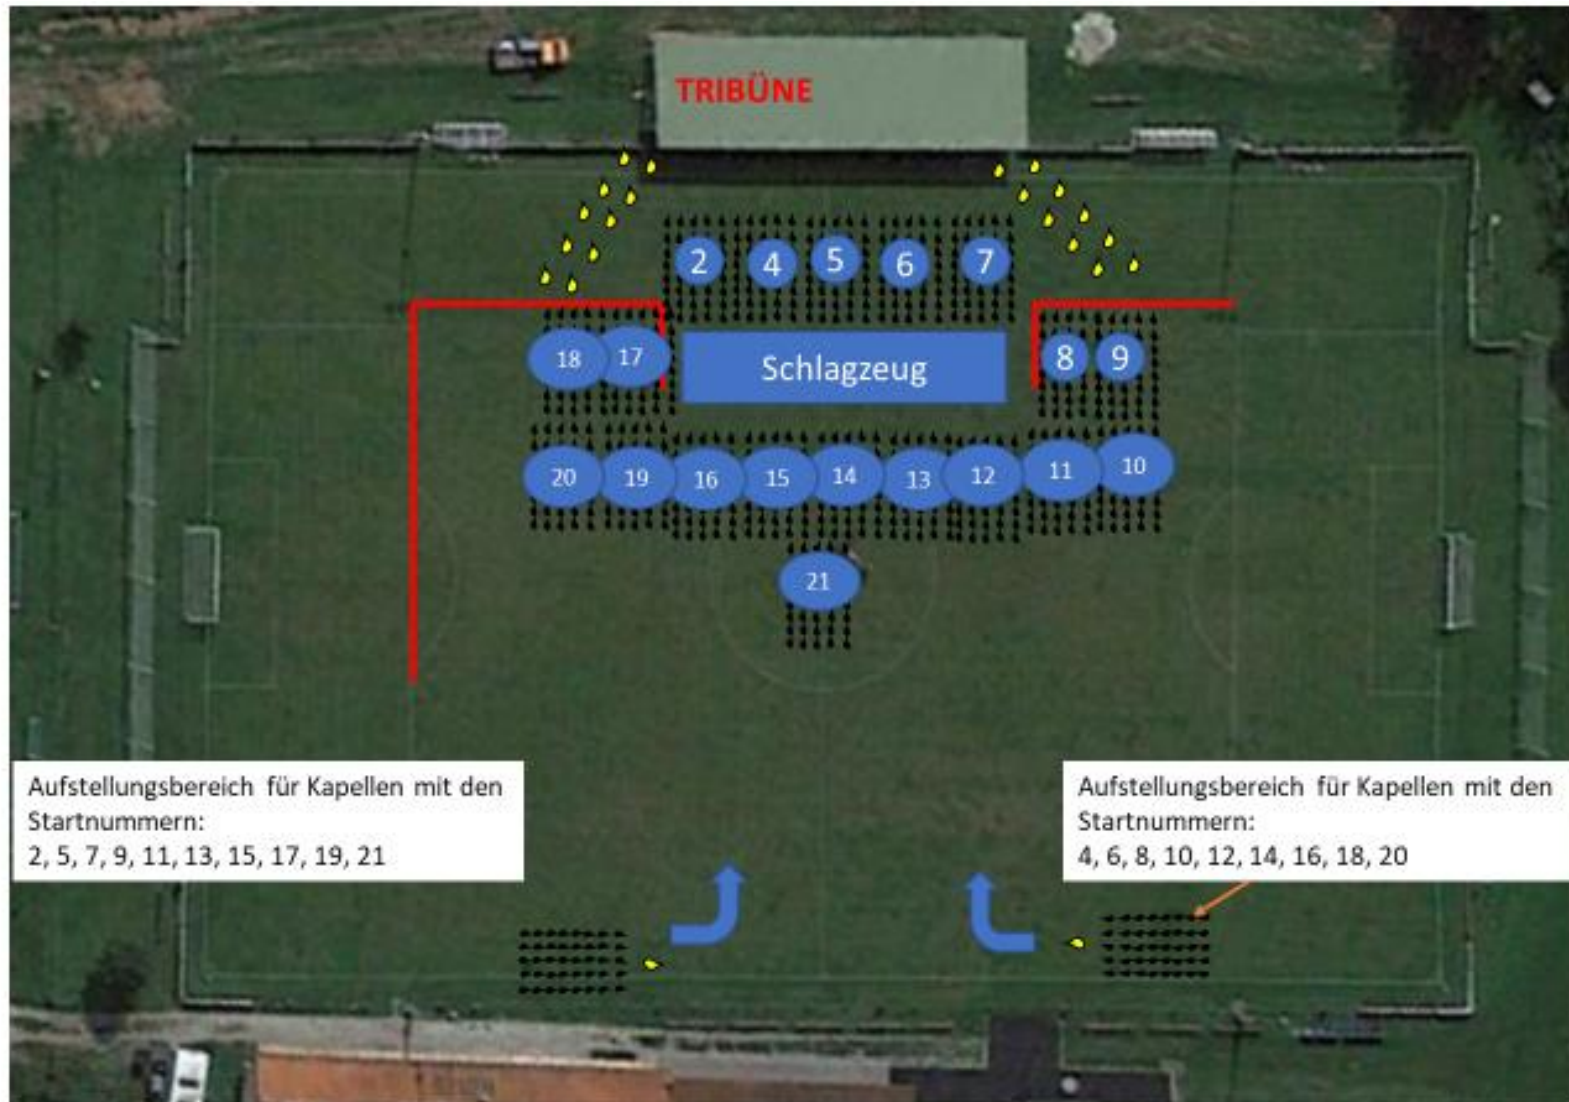 TRIBÜNE
2 4 5 6 7
18 17 Schlagzeug 8 9
20 19 16 15 14 13 12 11 10
21
Aufstellungsbereich für Kapellen mit den
Startnummern:
2, 5, 7, 9, 11, 13, 15, 17, 19, 21
Aufstellungsbereich für Kapellen mit den
Startnummern:
4, 6, 8, 10, 12, 14, 16, 18, 20